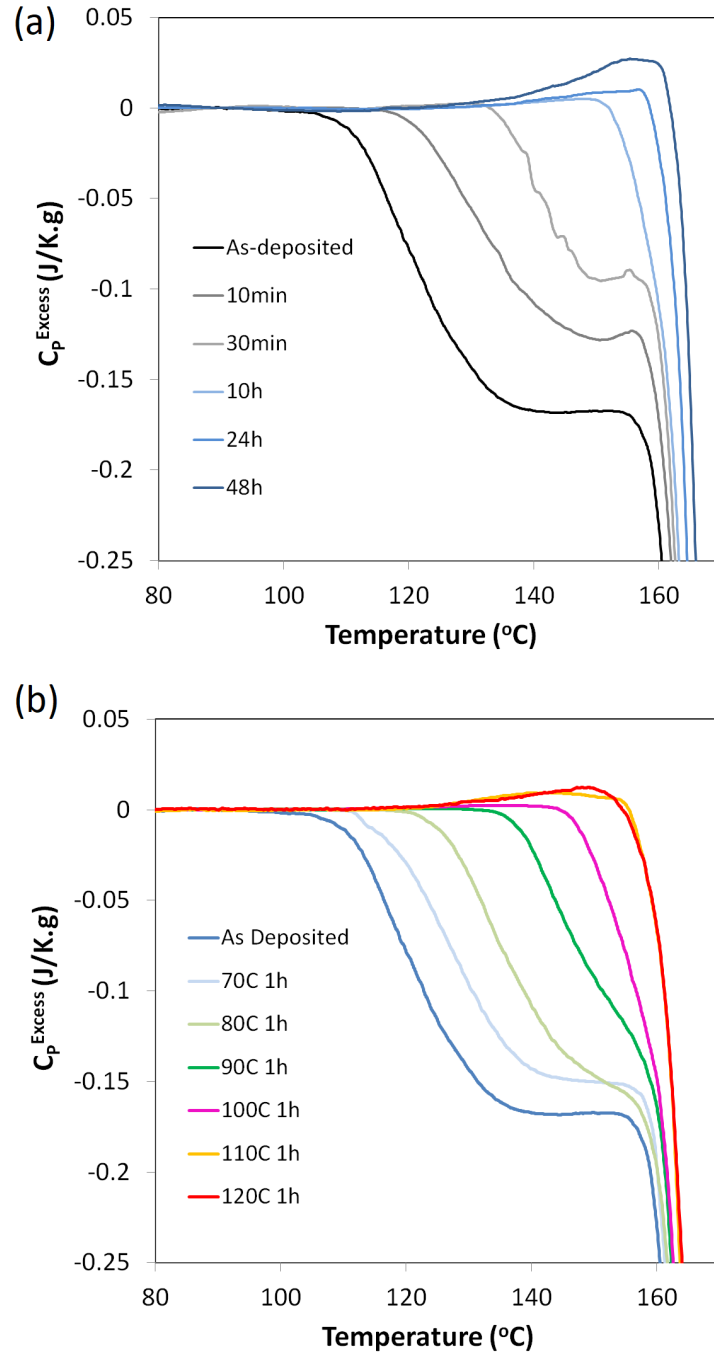 (a)
0.05
0
-0.05
-0.1
-0.15
-0.2
-0.25
C_P^Excess (J/K.g)
As-deposited
10min
30min
10h
24h
48h
80 100 120 140 160
Temperature (ºC)
(b)
0.05
0
-0.05
-0.1
-0.15
-0.2
-0.25
C_P^Excess (J/K.g)
As Deposited
70C 1h
80C 1h
90C 1h
100C 1h
110C 1h
120C 1h
80 100 120 140 160
Temperature (ºC)